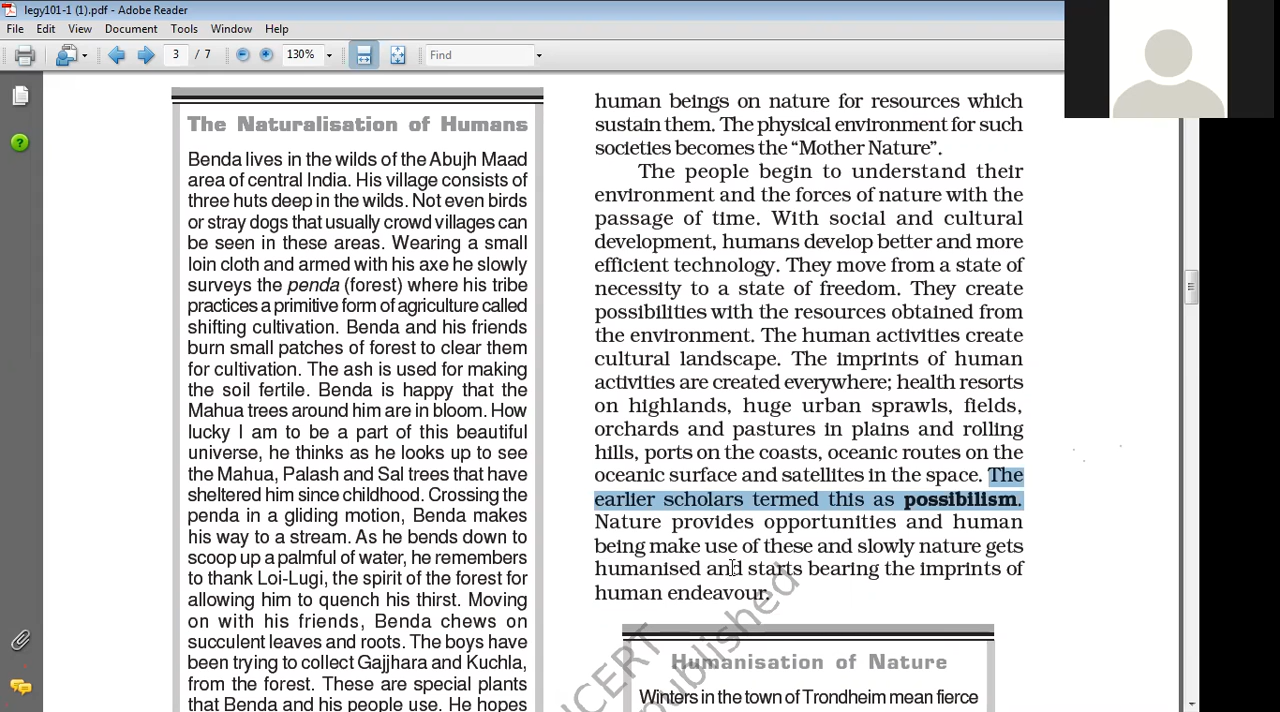 legy101-1 (1).pdf - Adobe Reader
File Edit View Document Tools Window Help
3 / 7 130% Find
The Naturalisation of Humans
Benda lives in the wilds of the Abujh Maad
area of central India. His village consists of
three huts deep in the wilds. Not even birds
or stray dogs that usually crowd villages can
be seen in these areas. Wearing a small
loin cloth and armed with his axe he slowly
surveys the penda (forest) where his tribe
practices a primitive form of agriculture called
shifting cultivation. Benda and his friends
burn small patches of forest to clear them
for cultivation. The ash is used for making
the soil fertile. Benda is happy that the
Mahua trees around him are in bloom. How
lucky I am to be a part of this beautiful
universe, he thinks as he looks up to see
the Mahua, Palash and Sal trees that have
sheltered him since childhood. Crossing the
penda in a gliding motion, Benda makes
his way to a stream. As he bends down to
scoop up a palmful of water, he remembers
to thank Loi-Lugi, the spirit of the forest for
allowing him to quench his thirst. Moving
on with his friends, Benda chews on
succulent leaves and roots. The boys have
been trying to collect Gajjhara and Kuchla,
from the forest. These are special plants
that Benda and his people use. He hopes
human beings on nature for resources which
sustain them. The physical environment for such
societies becomes the “Mother Nature”.
The people begin to understand their
environment and the forces of nature with the
passage of time. With social and cultural
development, humans develop better and more
efficient technology. They move from a state of
necessity to a state of freedom. They create
possibilities with the resources obtained from
the environment. The human activities create
cultural landscape. The imprints of human
activities are created everywhere; health resorts
on highlands, huge urban sprawls, fields,
orchards and pastures in plains and rolling
hills, ports on the coasts, oceanic routes on the
oceanic surface and satellites in the space. The
earlier scholars termed this as possibilism.
Nature provides opportunities and human
being make use of these and slowly nature gets
humanised and starts bearing the imprints of
human endeavour.
Humanisation of Nature
Winters in the town of Trondheim mean fierce
NCERT
published